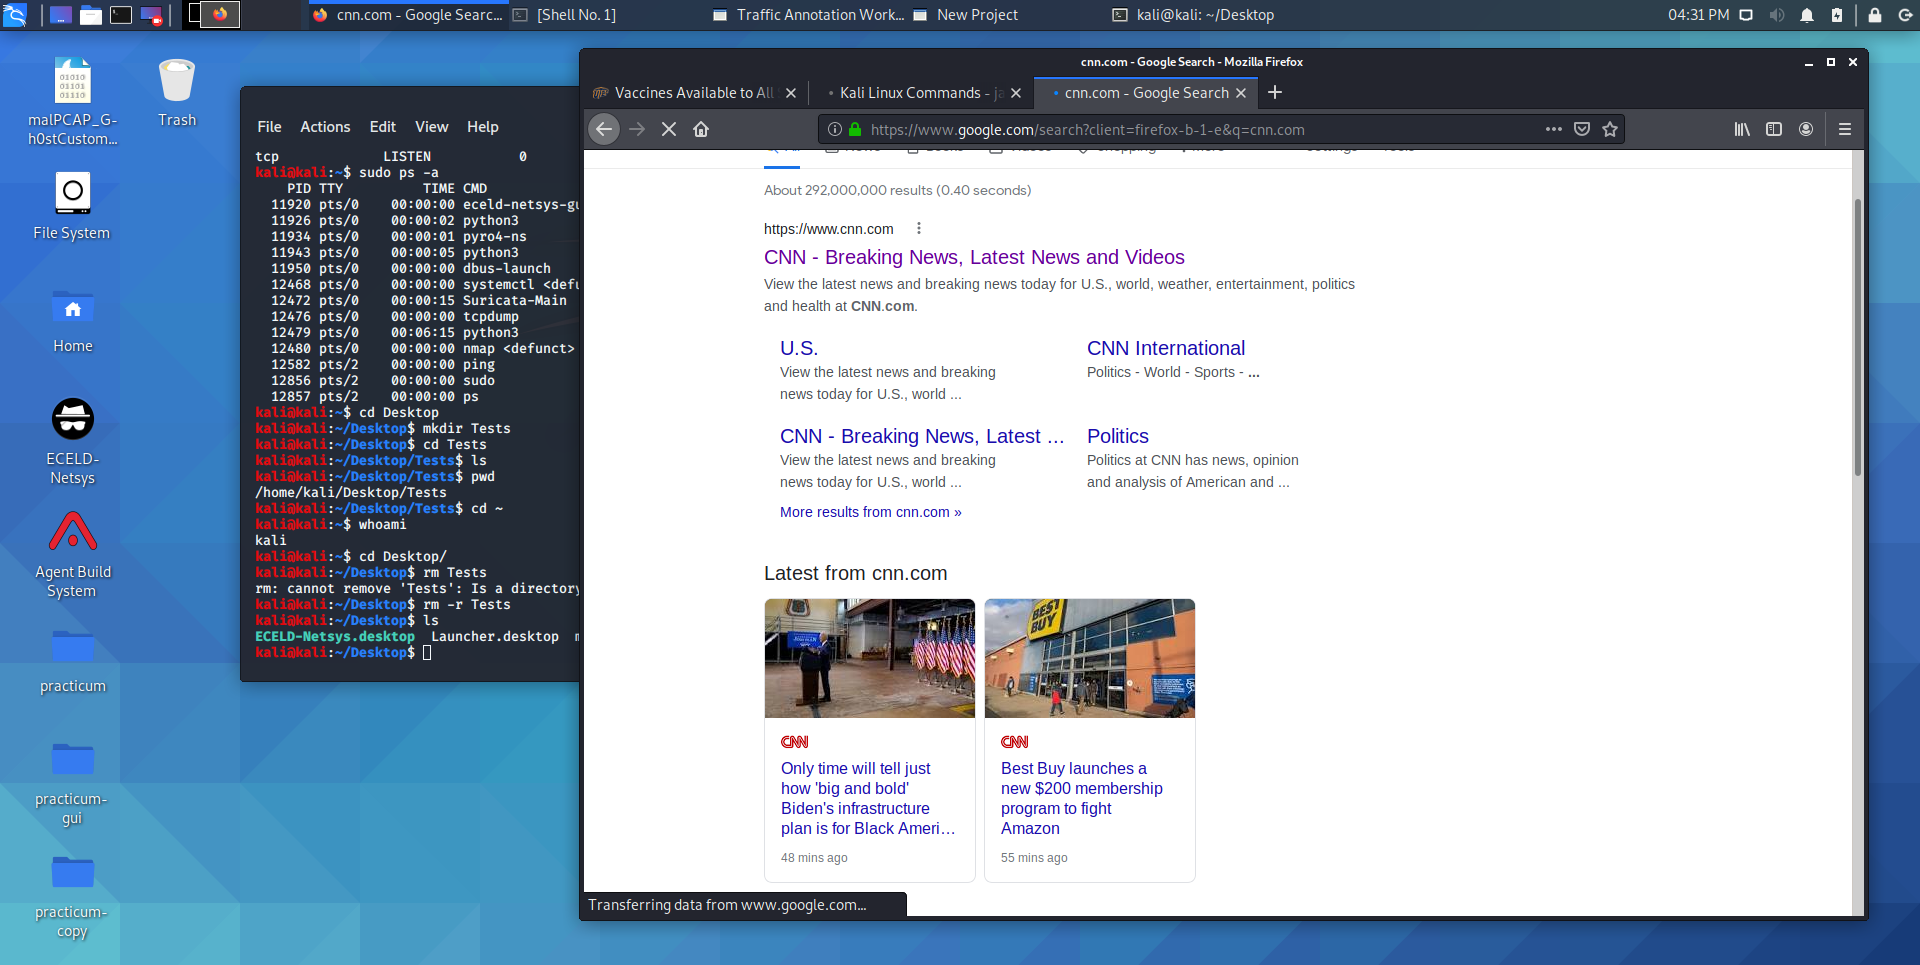 cnn.com - Google Searc...
[Shell No. 1]
Traffic Annotation Work...
New Project
kali@kali: ~/Desktop
04:31 PM
malPCAP_G-
h0stCustom...
Trash
File System
Home
ECELD-
Netsys
Agent Build
System
practicum
practicum-
gui
practicum-
copy
File Actions Edit View Help
tcp LISTEN 0
kali@kali:~$ sudo ps -a
PID TTY TIME CMD
11920 pts/0 00:00:00 eceld-netsys-gu
11926 pts/0 00:00:02 python3
11934 pts/0 00:00:01 pyro4-ns
11943 pts/0 00:00:05 python3
11950 pts/0 00:00:00 dbus-launch
12468 pts/0 00:00:00 systemctl <defu
12472 pts/0 00:00:15 Suricata-Main
12476 pts/0 00:00:00 tcpdump
12479 pts/0 00:06:15 python3
12480 pts/0 00:00:00 nmap <defunct>
12582 pts/2 00:00:00 ping
12856 pts/2 00:00:00 sudo
12857 pts/2 00:00:00 ps
kali@kali:~$ cd Desktop
kali@kali:~/Desktop$ mkdir Tests
kali@kali:~/Desktop$ cd Tests
kali@kali:~/Desktop/Tests$ ls
kali@kali:~/Desktop/Tests$ pwd
/home/kali/Desktop/Tests
kali@kali:~/Desktop/Tests$ cd ~
kali@kali:~$ whoami
kali
kali@kali:~$ cd Desktop/
kali@kali:~/Desktop$ rm Tests
rm: cannot remove 'Tests': Is a directory
kali@kali:~/Desktop$ rm -r Tests
kali@kali:~/Desktop$ ls
ECELD-Netsys.desktop Launcher.desktop m
kali@kali:~/Desktop$
cnn.com - Google Search - Mozilla Firefox
Vaccines Available to All
Kali Linux Commands - ja
cnn.com - Google Search
https://www.google.com/search?client=firefox-b-1-e&q=cnn.com
About 292,000,000 results (0.40 seconds)
https://www.cnn.com
CNN - Breaking News, Latest News and Videos
View the latest news and breaking news today for U.S., world, weather, entertainment, politics
and health at CNN.com.
U.S.
View the latest news and breaking
news today for U.S., world ...
CNN International
Politics - World - Sports - ...
CNN - Breaking News, Latest ...
View the latest news and breaking
news today for U.S., world ...
Politics
Politics at CNN has news, opinion
and analysis of American and ...
More results from cnn.com »
Latest from cnn.com
BEST
BUY
CNN
Only time will tell just
how 'big and bold'
Biden's infrastructure
plan is for Black Ameri...
48 mins ago
CNN
Best Buy launches a
new $200 membership
program to fight
Amazon
55 mins ago
Transferring data from www.google.com...